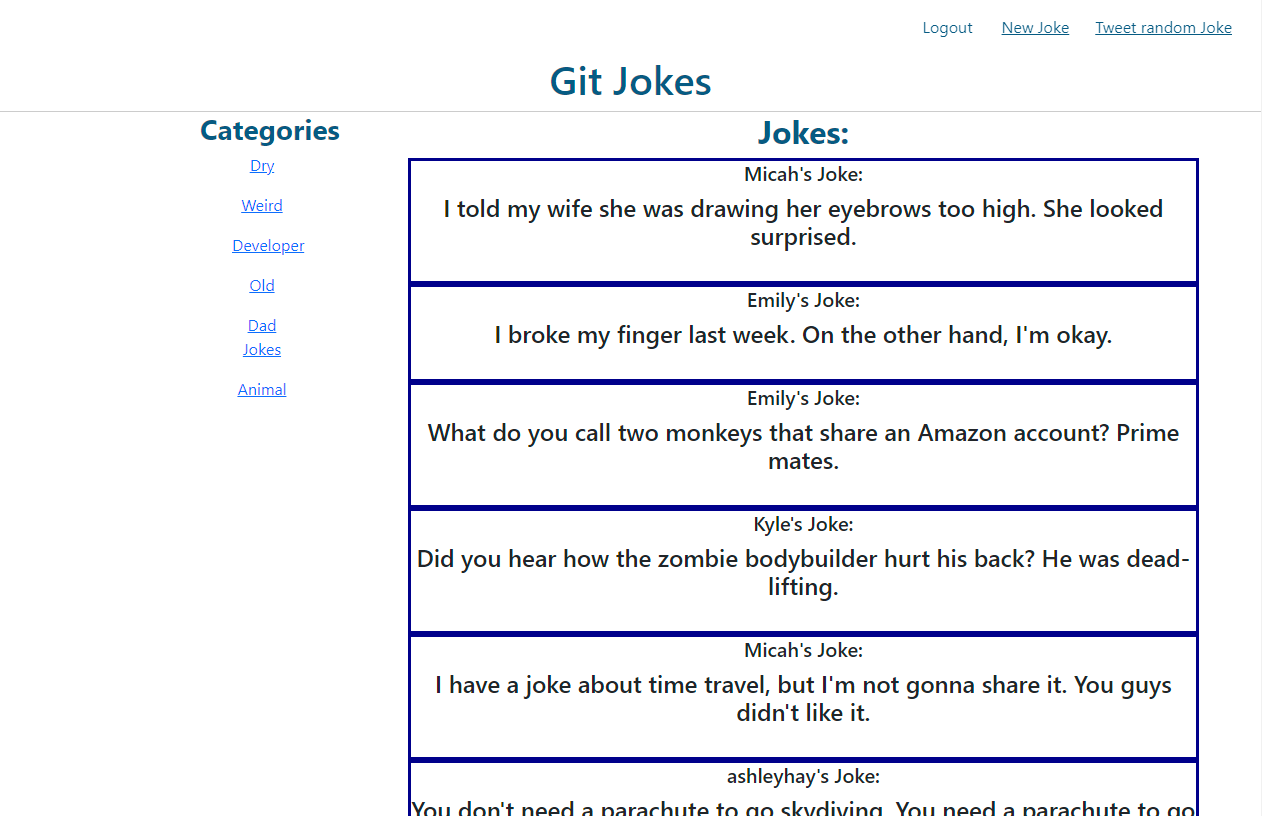 Logout New Joke Tweet random Joke
Git Jokes
Categories
Dry
Weird
Developer
Old
Dad
Jokes
Animal
Jokes:
Micah's Joke:
I told my wife she was drawing her eyebrows too high. She looked
surprised.
Emily's Joke:
I broke my finger last week. On the other hand, I'm okay.
Emily's Joke:
What do you call two monkeys that share an Amazon account? Prime
mates.
Kyle's Joke:
Did you hear how the zombie bodybuilder hurt his back? He was dead-
lifting.
Micah's Joke:
I have a joke about time travel, but I'm not gonna share it. You guys
didn't like it.
ashleyhay's Joke:
You don't need a parachute to go skydiving. You need a parachute to go